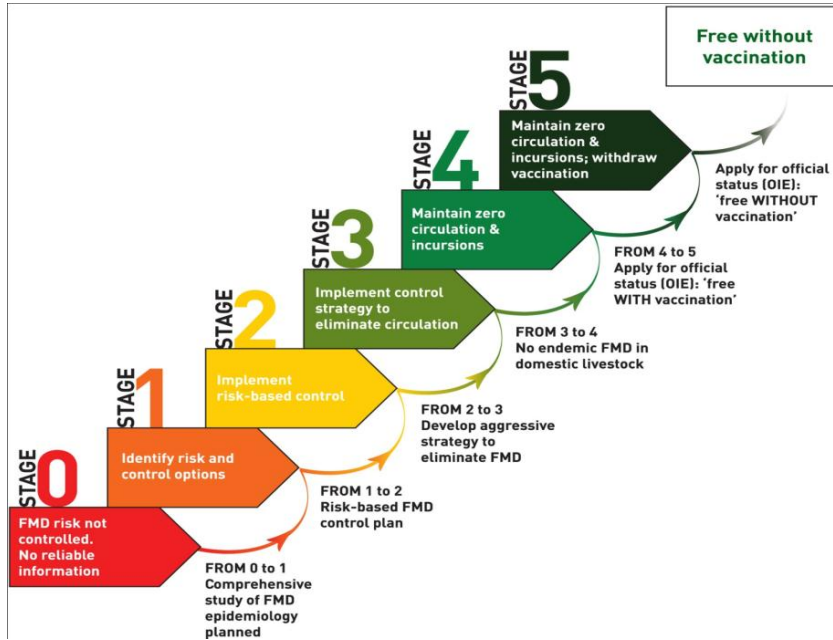 Free without
vaccination
STAGE 5
Maintain zero
circulation &
incursions; withdraw
vaccination
Apply for official
status (OIE):
‘free WITHOUT
vaccination’
STAGE 4
Maintain zero
circulation &
incursions
FROM 4 to 5
Apply for official
status (OIE): ‘free
WITH vaccination’
STAGE 3
Implement control
strategy to
eliminate circulation
FROM 3 to 4
No endemic FMD in
domestic livestock
STAGE 2
Implement
risk-based control
FROM 2 to 3
Develop aggressive
strategy to
eliminate FMD
STAGE 1
Identify risk and
control options
FROM 1 to 2
Risk-based FMD
control plan
STAGE 0
FMD risk not
controlled.
No reliable
information
FROM 0 to 1
Comprehensive
study of FMD
epidemiology
planned